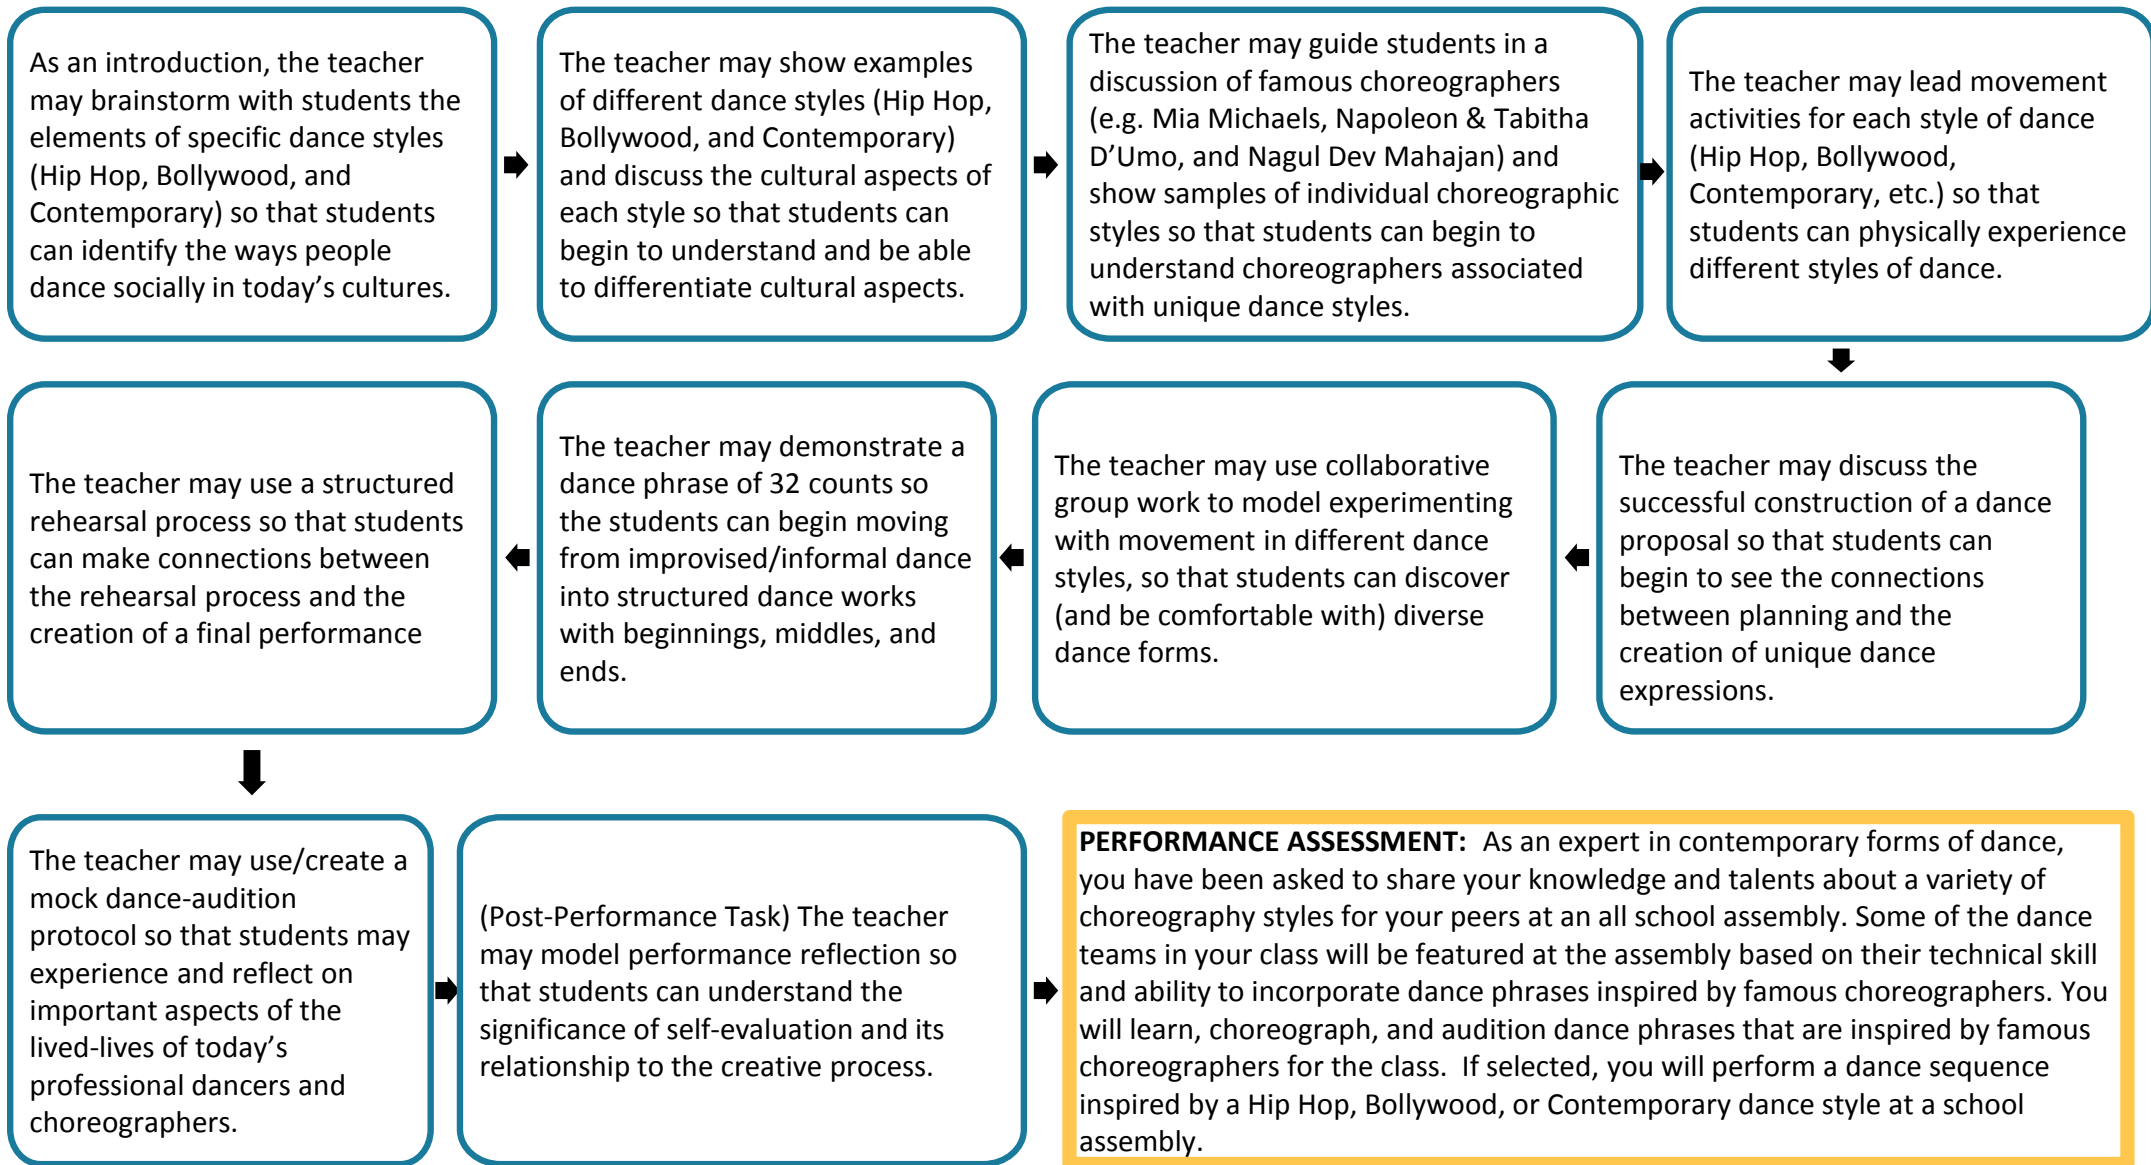 As an introduction, the teacher
may brainstorm with students the
elements of specific dance styles
(Hip Hop, Bollywood, and
Contemporary) so that students
can identify the ways people
dance socially in today’s cultures.
The teacher may show examples
of different dance styles (Hip Hop,
Bollywood, and Contemporary)
and discuss the cultural aspects of
each style so that students can
begin to understand and be able
to differentiate cultural aspects.
The teacher may guide students in a
discussion of famous choreographers
(e.g. Mia Michaels, Napoleon & Tabitha
D’Umo, and Nagul Dev Mahajan) and
show samples of individual choreographic
styles so that students can begin to
understand choreographers associated
with unique dance styles.
The teacher may lead movement
activities for each style of dance
(Hip Hop, Bollywood,
Contemporary, etc.) so that
students can physically experience
different styles of dance.
The teacher may discuss the
successful construction of a dance
proposal so that students can
begin to see the connections
between planning and the
creation of unique dance
expressions.
The teacher may use collaborative
group work to model experimenting
with movement in different dance
styles, so that students can discover
(and be comfortable with) diverse
dance forms.
The teacher may demonstrate a
dance phrase of 32 counts so
the students can begin moving
from improvised/informal dance
into structured dance works
with beginnings, middles, and
ends.
The teacher may use a structured
rehearsal process so that students
can make connections between
the rehearsal process and the
creation of a final performance
The teacher may use/create a
mock dance-audition
protocol so that students may
experience and reflect on
important aspects of the
lived-lives of today’s
professional dancers and
choreographers.
(Post-Performance Task) The teacher
may model performance reflection so
that students can understand the
significance of self-evaluation and its
relationship to the creative process.
PERFORMANCE ASSESSMENT: As an expert in contemporary forms of dance,
you have been asked to share your knowledge and talents about a variety of
choreography styles for your peers at an all school assembly. Some of the dance
teams in your class will be featured at the assembly based on their technical skill
and ability to incorporate dance phrases inspired by famous choreographers. You
will learn, choreograph, and audition dance phrases that are inspired by famous
choreographers for the class. If selected, you will perform a dance sequence
inspired by a Hip Hop, Bollywood, or Contemporary dance style at a school
assembly.